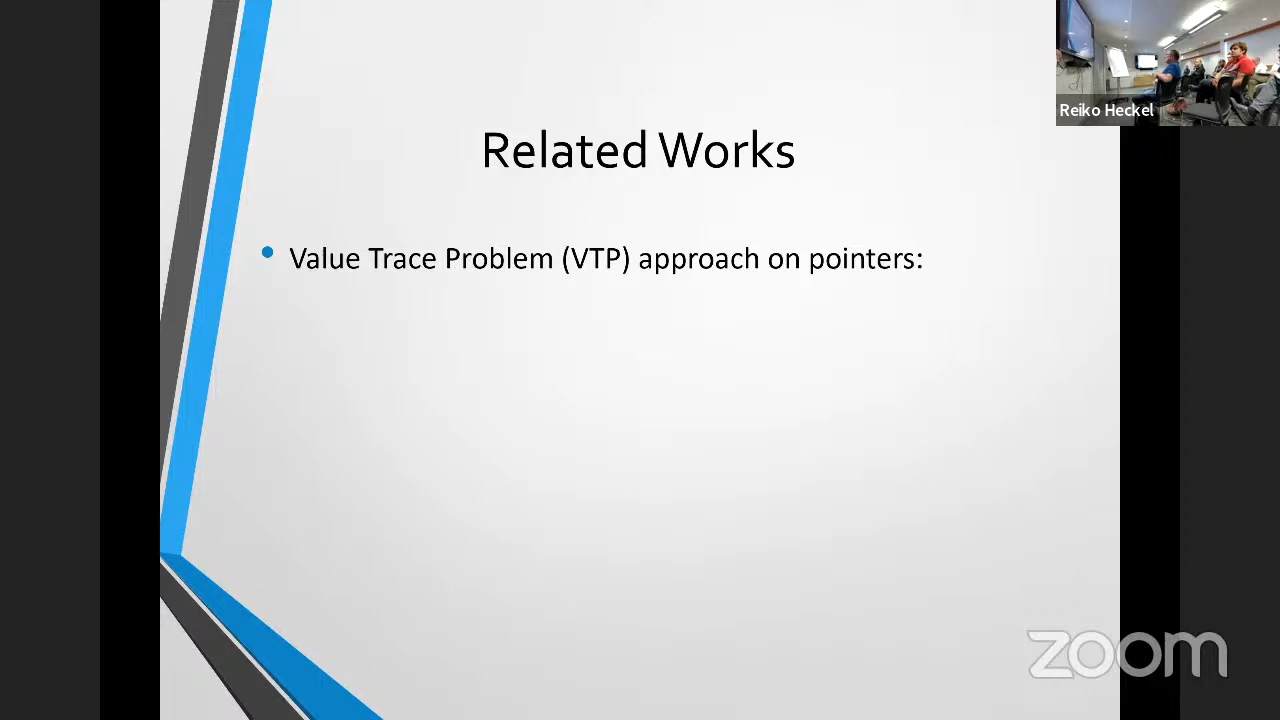 Reiko Heckel
Related Works
Value Trace Problem (VTP) approach on pointers:
zoom